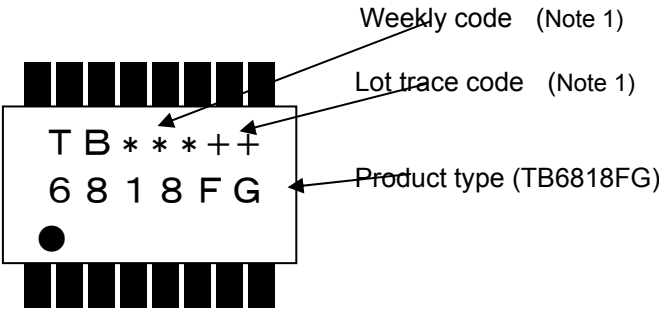 Weekly code (Note 1)
Lot trace code (Note 1)
TB***++
6818FG
Product type (TB6818FG)